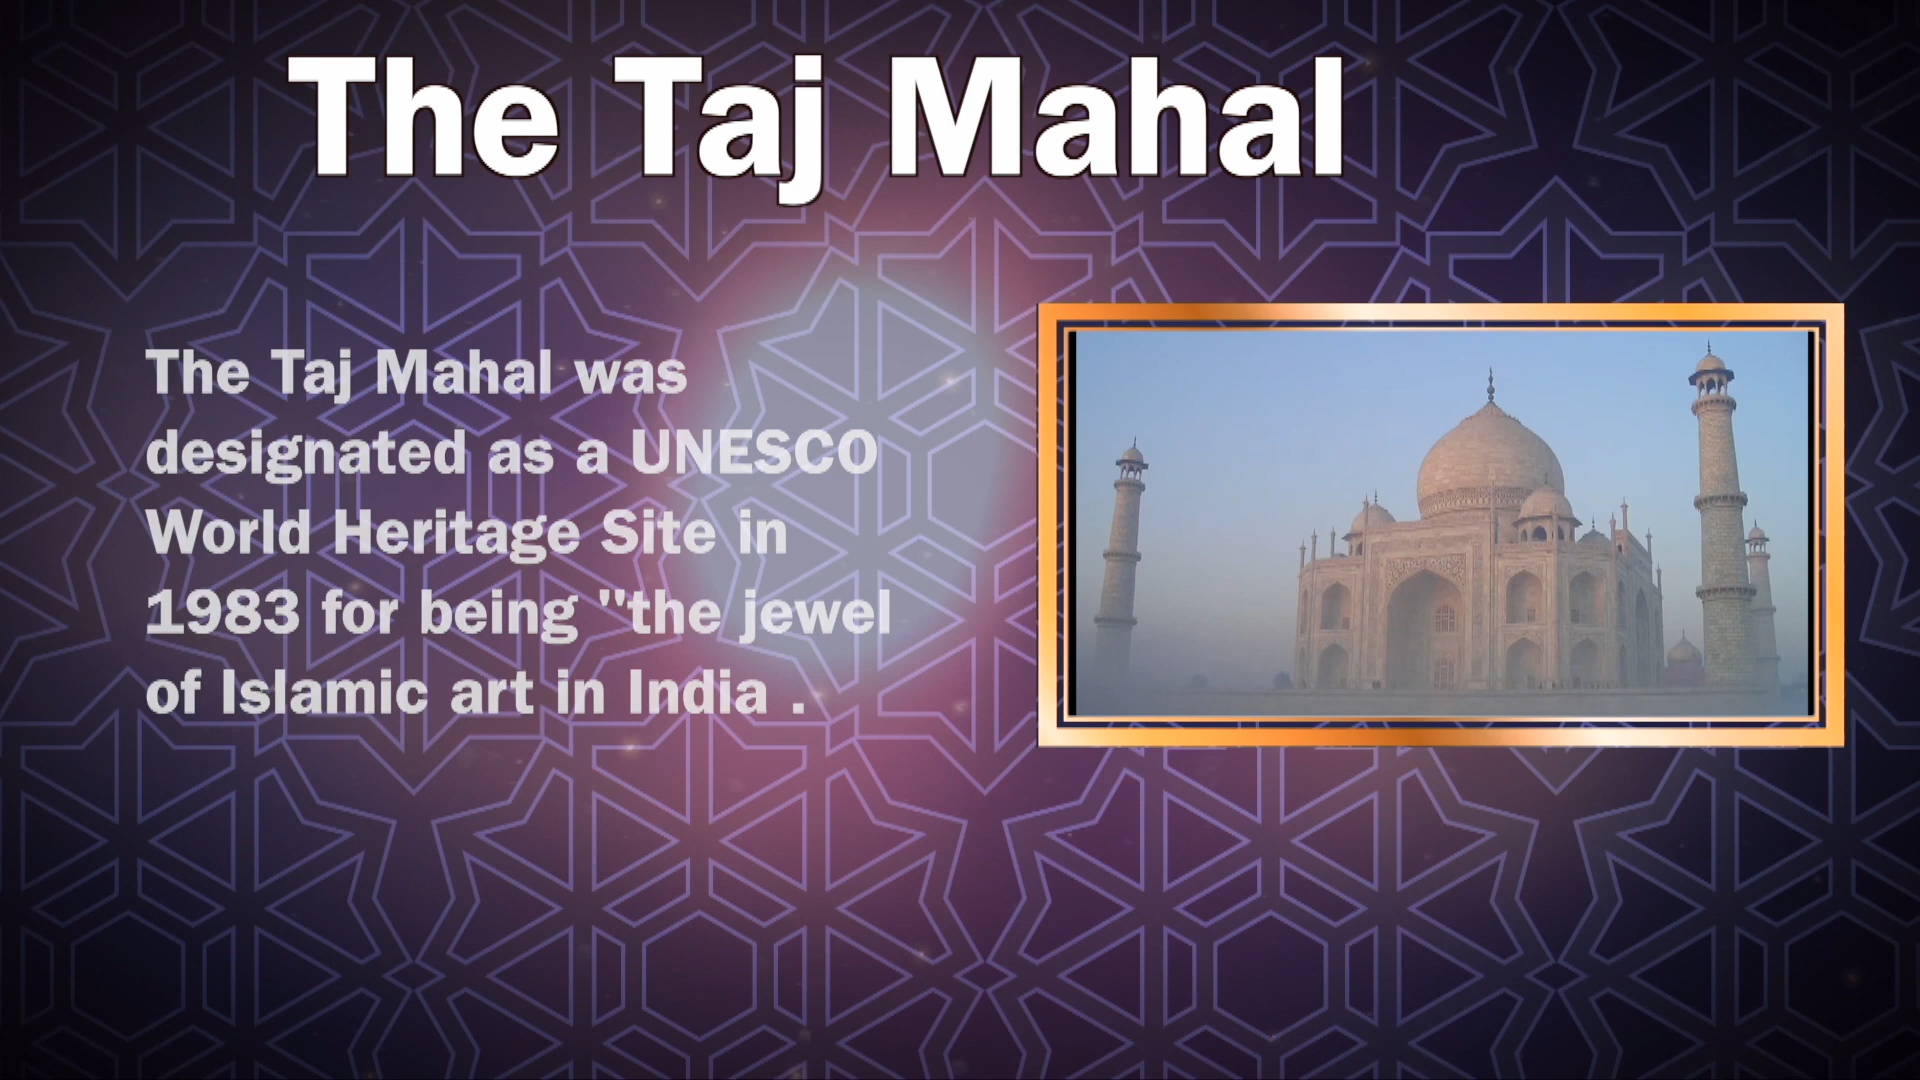 The Taj Mahal
The Taj Mahal was
designated as a UNESCO
World Heritage Site in
1983 for being "the jewel
of Islamic art in India .